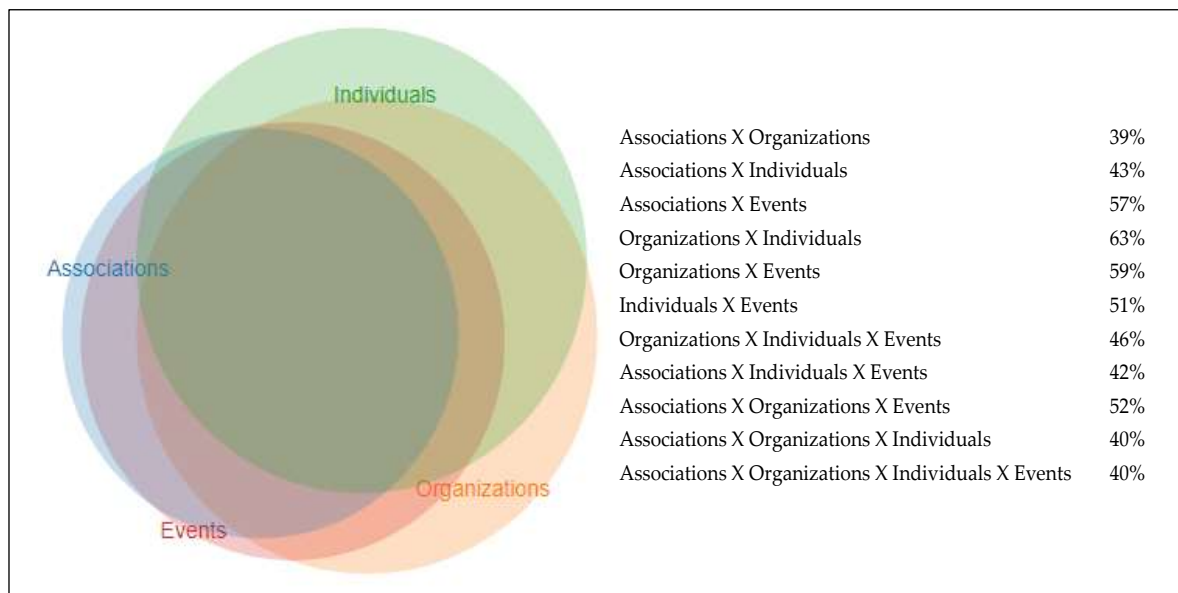 Individuals
Associations
Organizations
Events
Associations X Organizations 39%
Associations X Individuals 43%
Associations X Events 57%
Organizations X Individuals 63%
Organizations X Events 59%
Individuals X Events 51%
Organizations X Individuals X Events 46%
Associations X Individuals X Events 42%
Associations X Organizations X Events 52%
Associations X Organizations X Individuals 40%
Associations X Organizations X Individuals X Events 40%